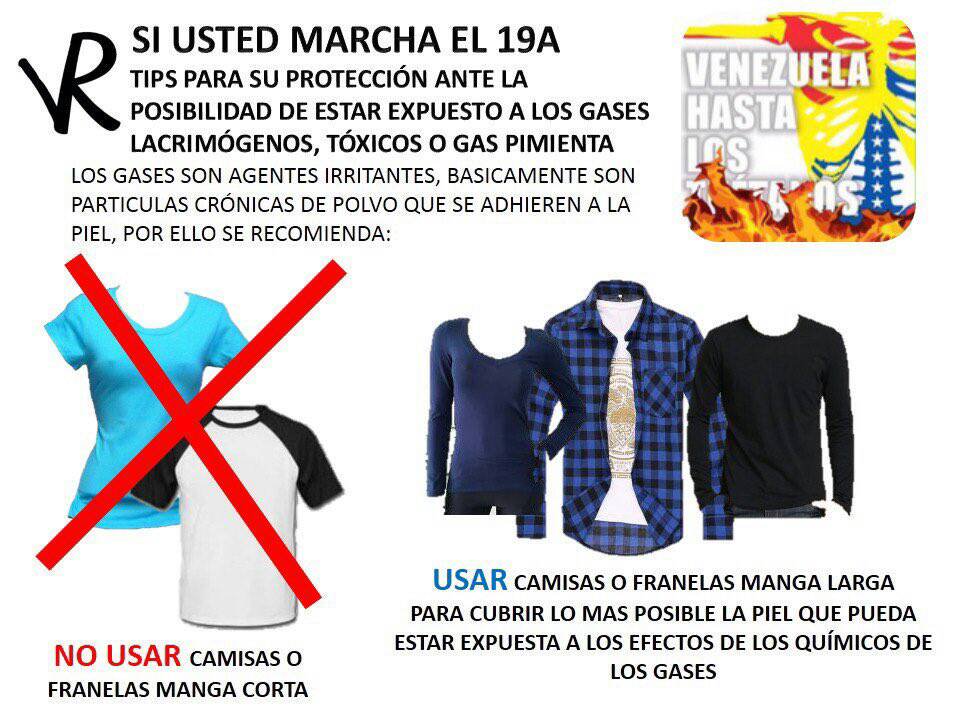 VR
SI USTED MARCHA EL 19A
TIPS PARA SU PROTECCIÓN ANTE LA
POSIBILIDAD DE ESTAR EXPUESTO A LOS GASES
LACRIMÓGENOS, TÓXICOS O GAS PIMIENTA
LOS GASES SON AGENTES IRRITANTES, BASICAMENTE SON
PARTICULAS CRÓNICAS DE POLVO QUE SE ADHIEREN A LA
PIEL, POR ELLO SE RECOMIENDA:
VENEZUELA
HASTA
LOS
NO USAR CAMISAS O
FRANELAS MANGA CORTA
USAR CAMISAS O FRANELAS MANGA LARGA
PARA CUBRIR LO MAS POSIBLE LA PIEL QUE PUEDA
ESTAR EXPUESTA A LOS EFECTOS DE LOS QUÍMICOS DE
LOS GASES